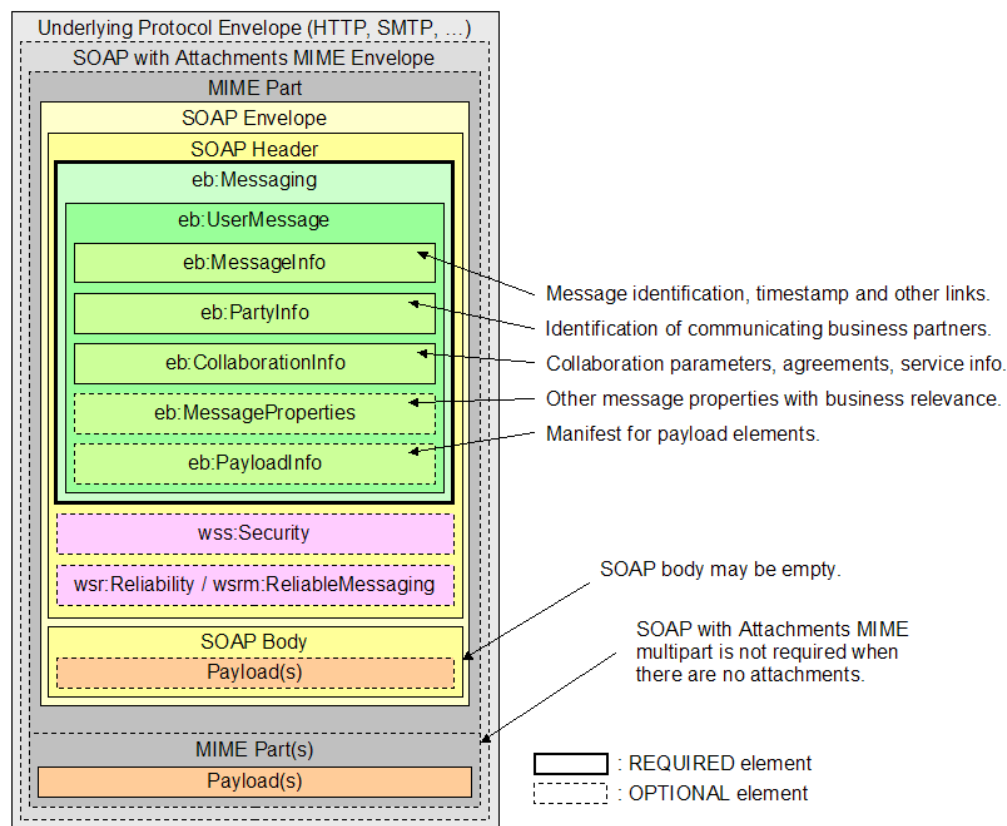 Underlying Protocol Envelope (HTTP, SMTP, …)
SOAP with Attachments MIME Envelope
MIME Part
SOAP Envelope
SOAP Header
eb:Messaging
eb:UserMessage
eb:MessageInfo
eb:PartyInfo
eb:CollaborationInfo
eb:MessageProperties
eb:PayloadInfo
wss:Security
wsr:Reliability / wsrm:ReliableMessaging
SOAP Body
Payload(s)
MIME Part(s)
Payload(s)
Message identification, timestamp and other links.
Identification of communicating business partners.
Collaboration parameters, agreements, service info.
Other message properties with business relevance.
Manifest for payload elements.
SOAP body may be empty.
SOAP with Attachments MIME
multipart is not required when
there are no attachments.
: REQUIRED element
: OPTIONAL element